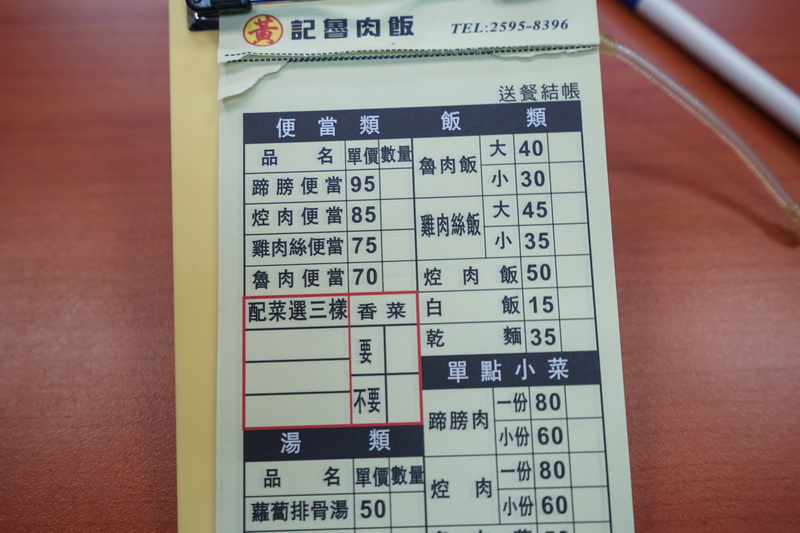 黃記魯肉飯 TEL:2595-8396
送餐結帳
便當類
品名 單價 數量
蹄膀便當 95
焢肉便當 85
雞肉絲便當 75
魯肉便當 70
配菜選三樣 香菜
要
不要
湯類
品名 單價 數量
蘿蔔排骨湯 50
飯類
魯肉飯 大 40
小 30
雞肉絲飯 大 45
小 35
焢肉飯 50
白飯 15
乾麵 35
單點小菜
蹄膀肉 一份 80
小份 60
焢肉 一份 80
小份 60